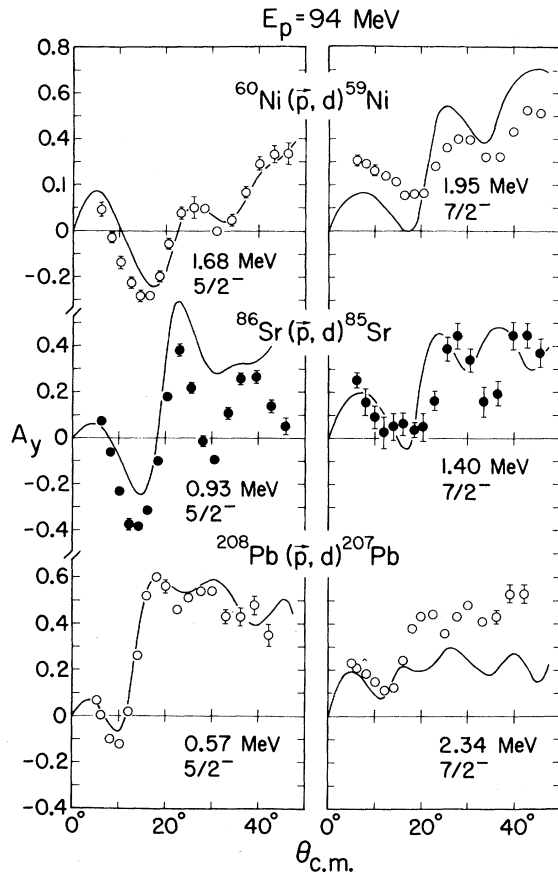 E_p = 94 MeV
0.8
0.6
⁶⁰Ni(p⃗, d)⁵⁹Ni
0.4
0.1
0
1.68 MeV
5/2⁻
1.95 MeV
7/2⁻
-0.2
⁸⁶Sr(p⃗, d)⁸⁵Sr
0.4
0.2
A_y
0
0.93 MeV
5/2⁻
1.40 MeV
7/2⁻
-0.2
-0.4
²⁰⁸Pb(p⃗, d)²⁰⁷Pb
0.6
0.4
0.2
0
0.57 MeV
5/2⁻
2.34 MeV
7/2⁻
-0.2
-0.4
0° 20° 40° 0° 20° 40°
θ_c.m.